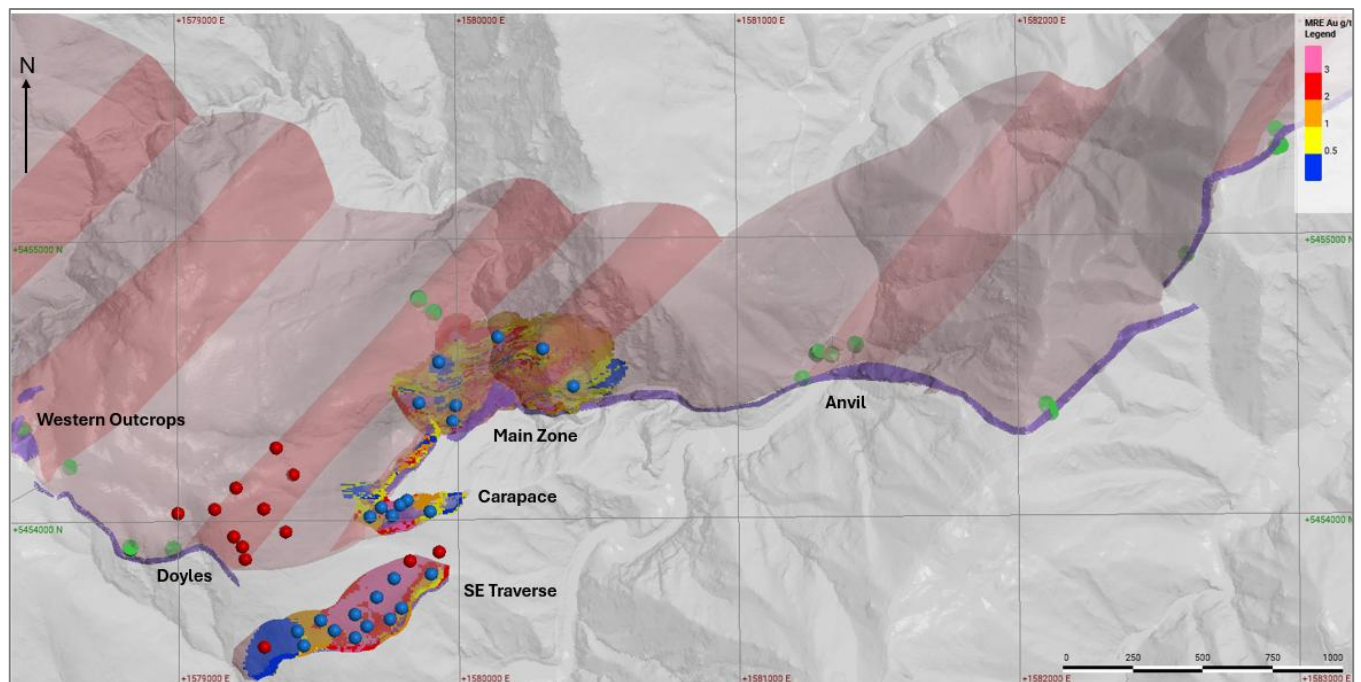 +1579000 E
+1580000 E
+1581000 E
+1582000 E
MRE Au g/t
Legend
N
3
2
1
0.5
+5455000 N
+5455000 N
Western Outcrops
Main Zone
Anvil
Carapace
+5454000 N
+5454000 N
Doyles
SE Traverse
0
250
500
750
1000
+1579000 E
+1580000 E
+1581000 E
+1582000 E
+1583000 E